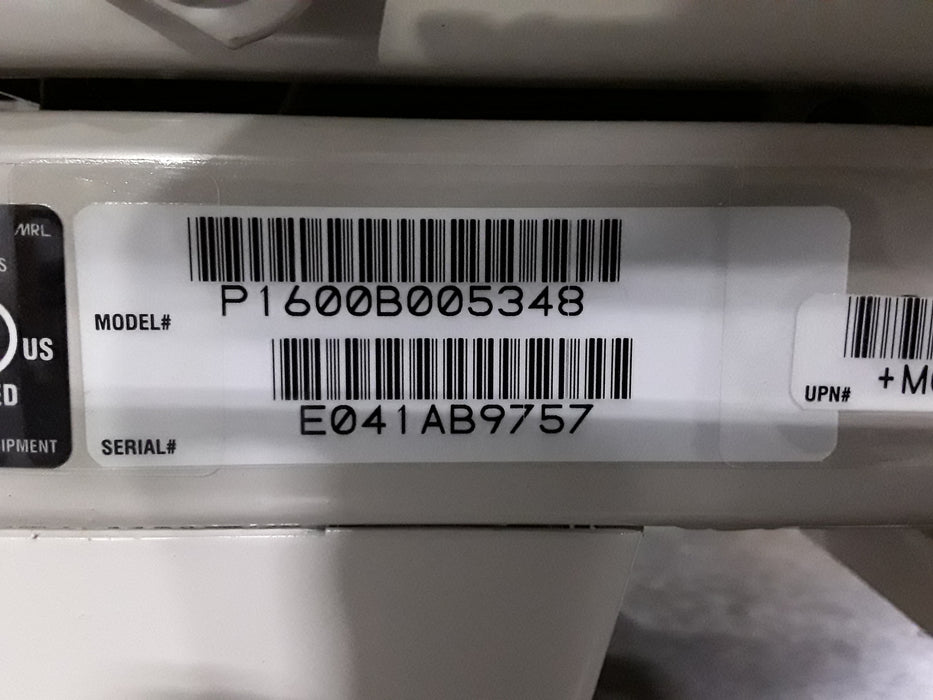 MRL
S
US
ED
IPMENT
P1600B005348
MODEL#
E041AB9757
SERIAL#
UPN#
+M